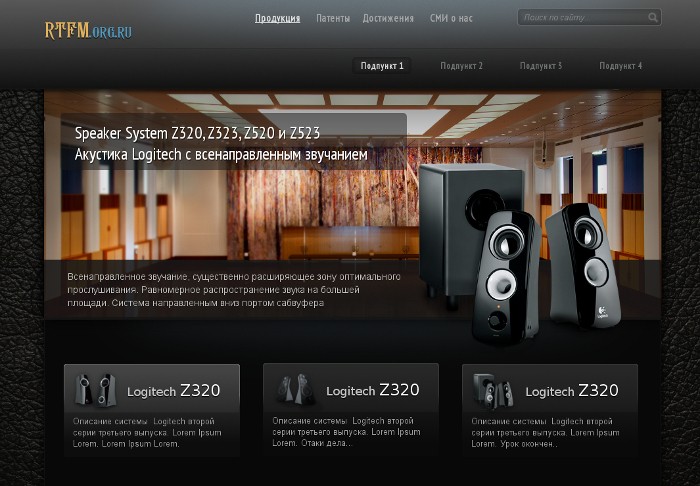 RTFM.ORG.RU
Продукция Патенты Достижения СМИ о нас
Поиск по сайту...
Подпункт 1 Подпункт 2 Подпункт 3 Подпункт 4
Speaker System Z320, Z323, Z520 и Z523
Акустика Logitech с всенаправленным звучанием
Всенаправленное звучание, существенно расширяющее зону оптимального
прослушивания. Равномерное распространение звука на большей
площади. Система направленным вниз портом сабвуфера
Logitech
Logitech Z320
Описание системы Logitech второй
серии третьего выпуска. Lorem Ipsum
Lorem. Lorem Ipsum Lorem.
Logitech Z320
Описание системы Logitech второй
серии третьего выпуска. Lorem Ipsum
Lorem. Отаки дела...
Logitech Z320
Описание системы Logitech второй
серии третьего выпуска. Lorem Ipsum
Lorem. Урок окончен..